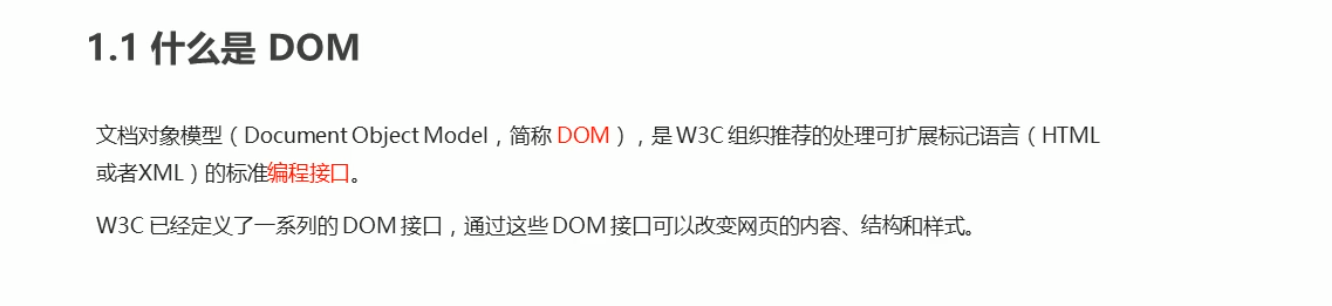 1.1 什么是 DOM
文档对象模型（Document Object Model，简称 DOM），是 W3C 组织推荐的处理可扩展标记语言（HTML
或者XML）的标准编程接口。
W3C 已经定义了一系列的 DOM 接口，通过这些 DOM 接口可以改变网页的内容、结构和样式。